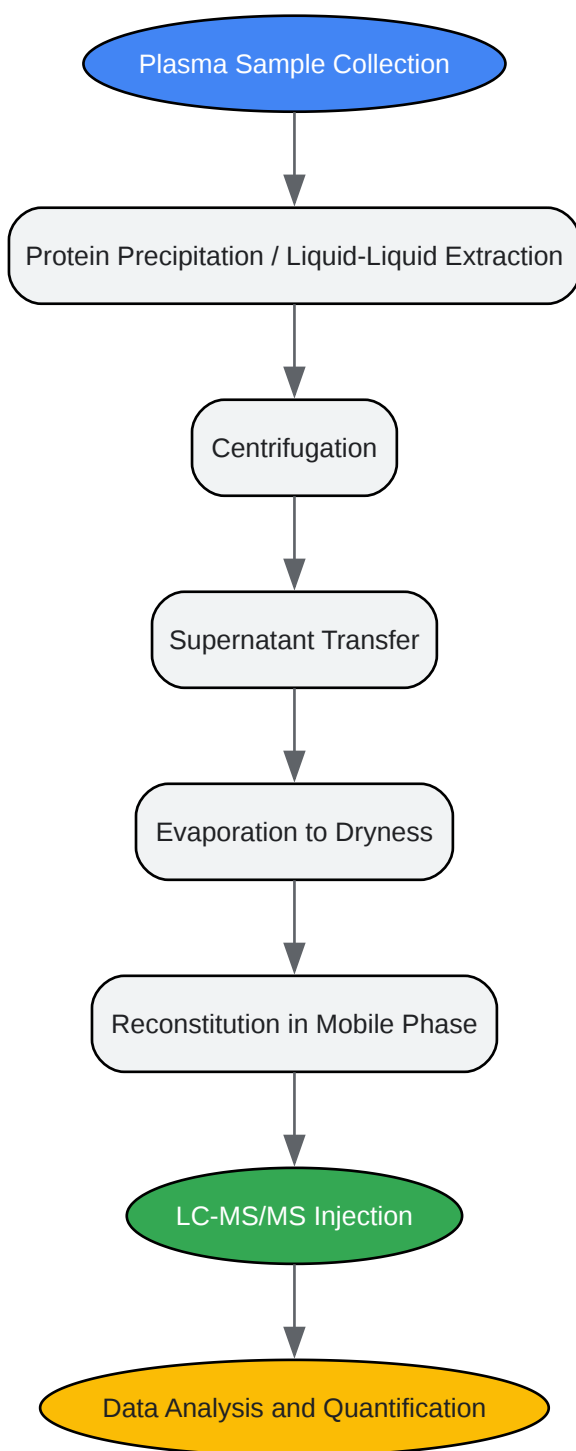 Plasma Sample Collection
Protein Precipitation / Liquid-Liquid Extraction
Centrifugation
Supernatant Transfer
Evaporation to Dryness
Reconstitution in Mobile Phase
LC-MS/MS Injection
Data Analysis and Quantification